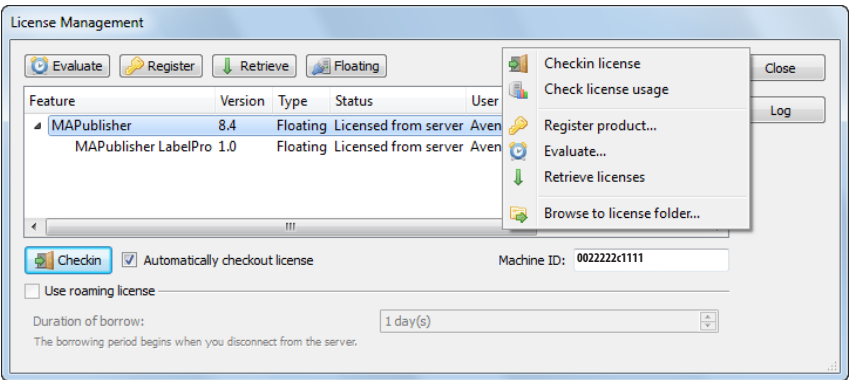 License Management
Evaluate Register Retrieve Floating
Close
Log
Feature Version Type Status User
MAPublisher 8.4 Floating Licensed from server Aven
MAPublisher LabelPro 1.0 Floating Licensed from server Aven
Checkin license
Check license usage
Register product...
Evaluate...
Retrieve licenses
Browse to license folder...
Checkin Automatically checkout license Machine ID: 0022222c1111
Use roaming license
Duration of borrow: 1 day(s)
The borrowing period begins when you disconnect from the server.